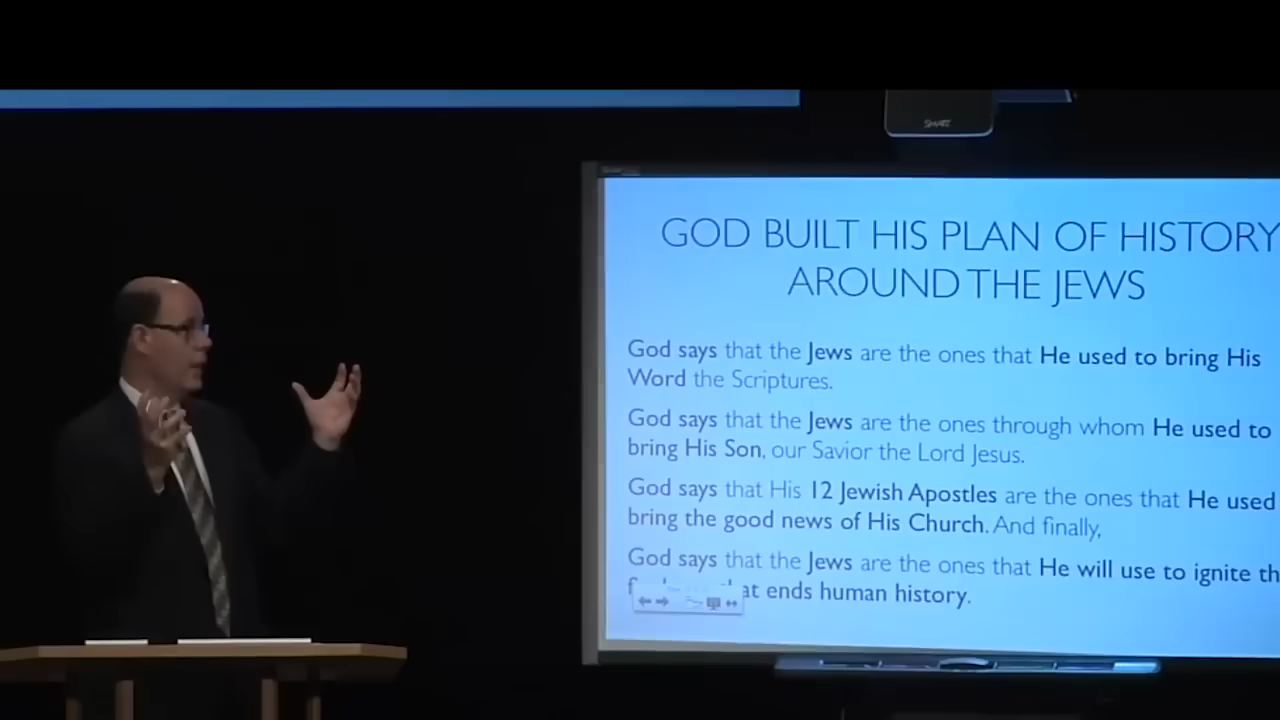 SMART
GOD BUILT HIS PLAN OF HISTORY
AROUND THE JEWS
God says that the Jews are the ones that He used to bring His
Word the Scriptures.
God says that the Jews are the ones through whom He used to
bring His Son, our Savior the Lord Jesus.
God says that His 12 Jewish Apostles are the ones that He used
bring the good news of His Church. And finally,
God says that the Jews are the ones that He will use to ignite th
at ends human history.